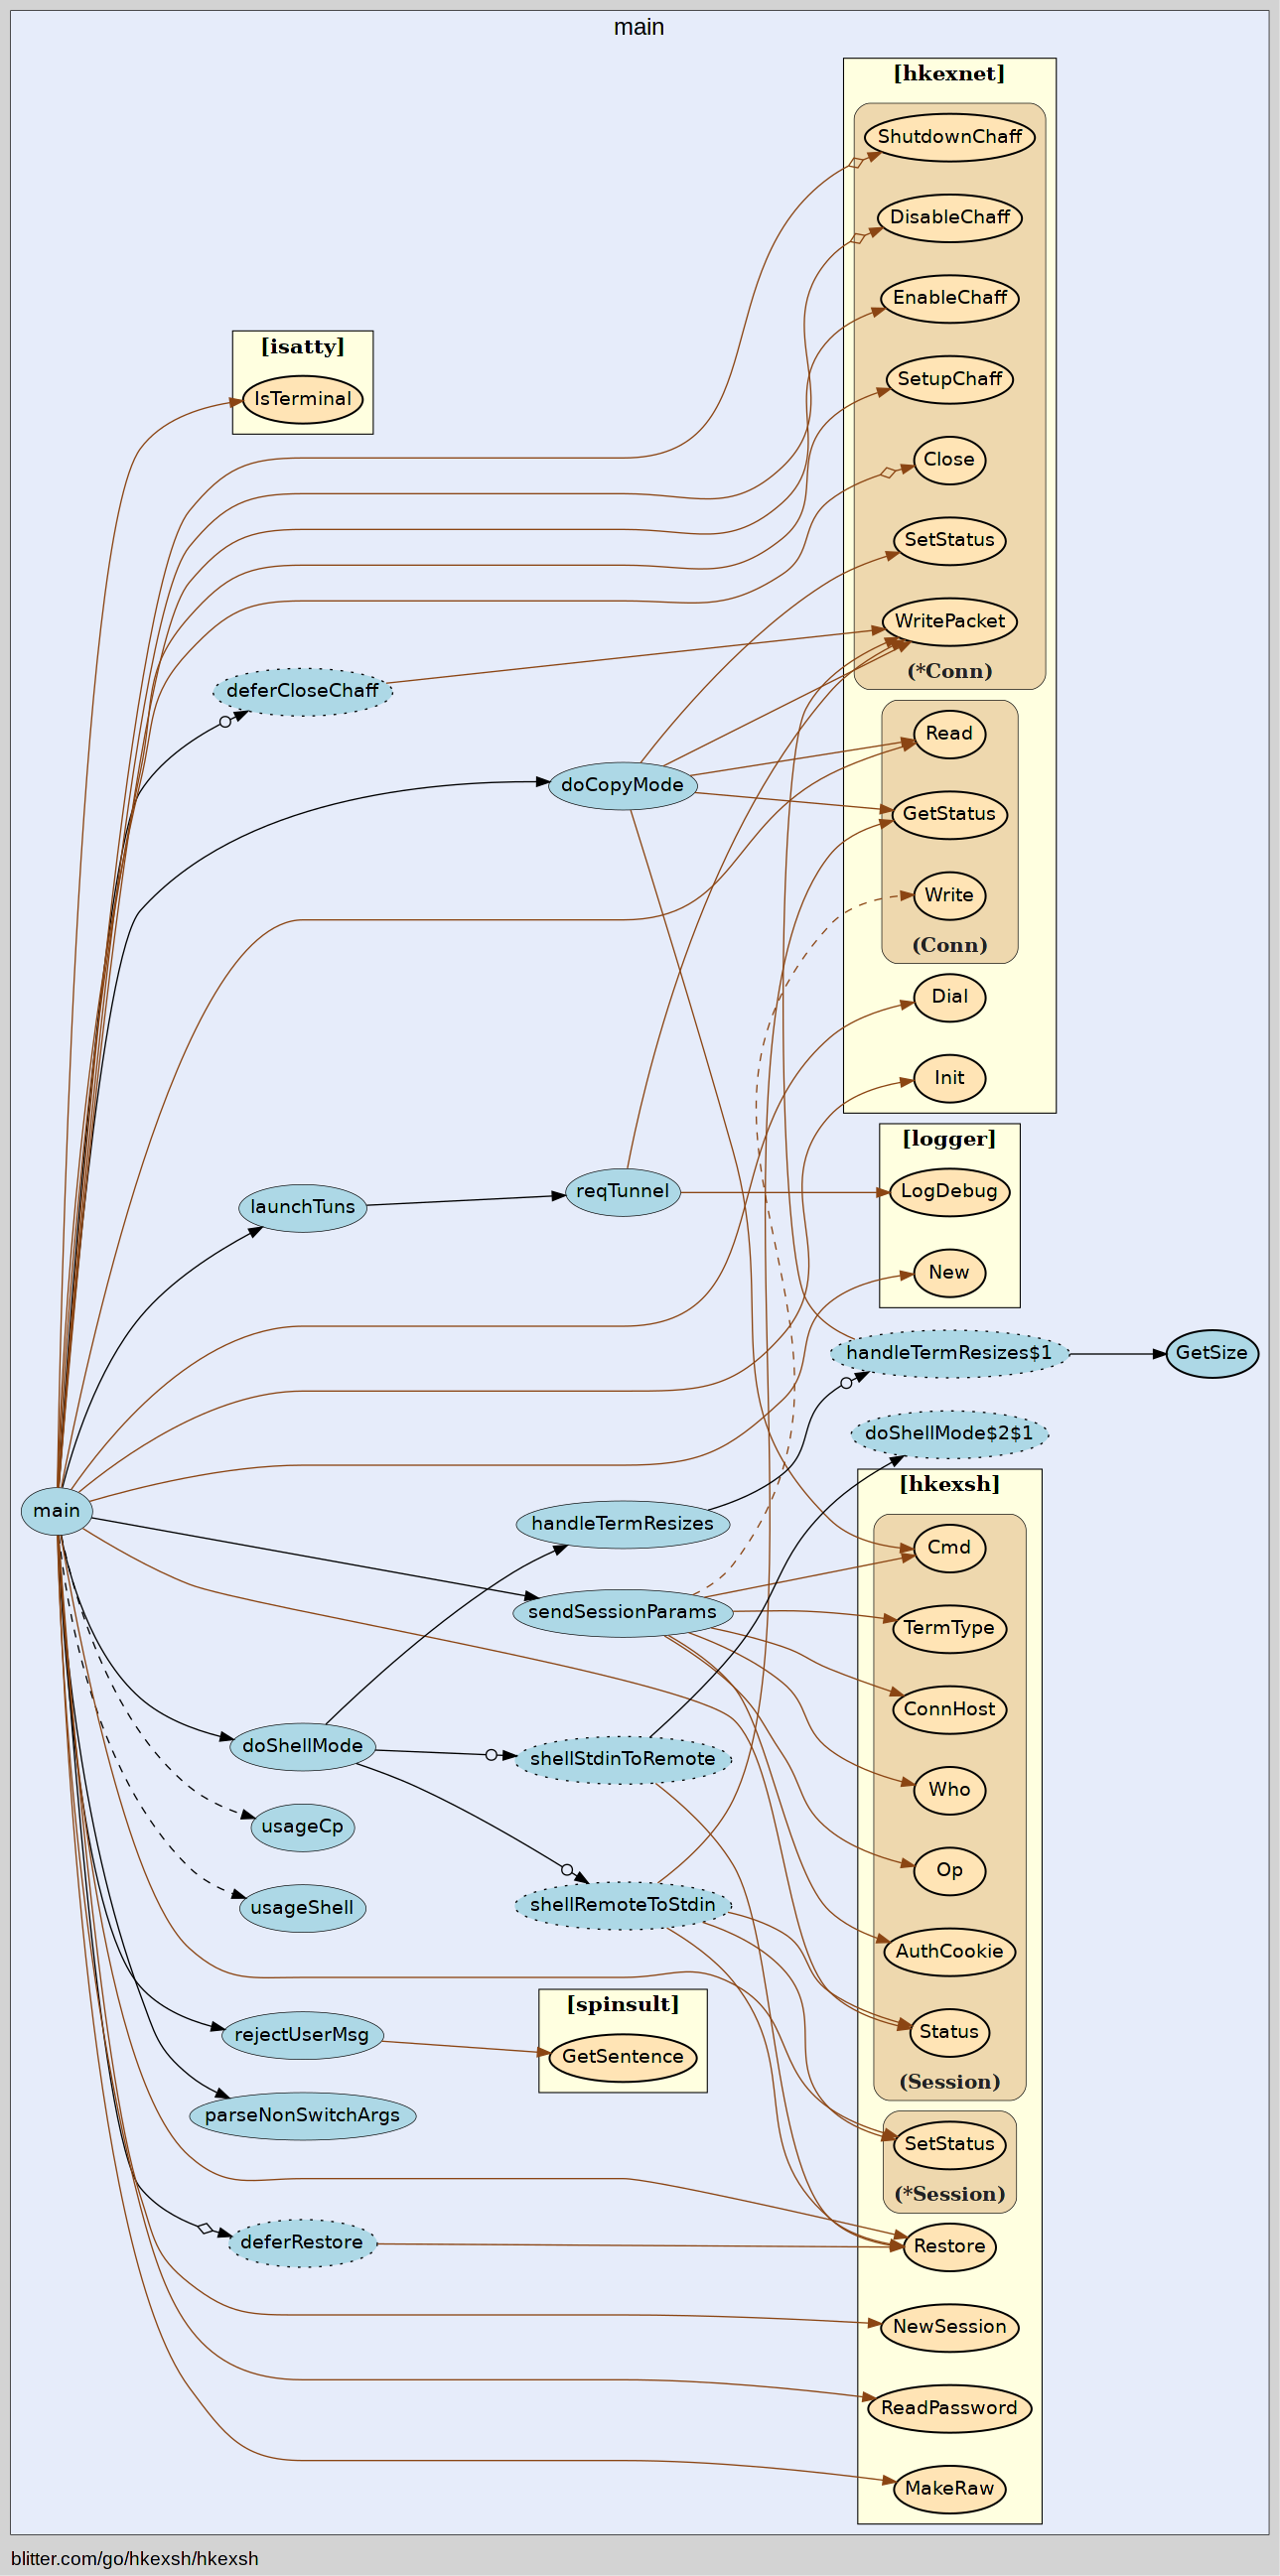 main
[hkexnet]
ShutdownChaff
DisableChaff
EnableChaff
[isatty]
IsTerminal
SetupChaff
Close
SetStatus
WritePacket
(*Conn)
deferCloseChaff
Read
doCopyMode
GetStatus
Write
(Conn)
Dial
Init
[logger]
launchTuns
reqTunnel
LogDebug
New
handleTermResizes$1
GetSize
doShellMode$2$1
[hkexsh]
main
handleTermResizes
Cmd
sendSessionParams
TermType
ConnHost
doShellMode
shellStdinToRemote
Who
usageCp
Op
usageShell
shellRemoteToStdin
AuthCookie
[spinsult]
rejectUserMsg
GetSentence
Status
(Session)
parseNonSwitchArgs
SetStatus
(*Session)
deferRestore
Restore
NewSession
ReadPassword
MakeRaw
blitter.com/go/hkexsh/hkexsh